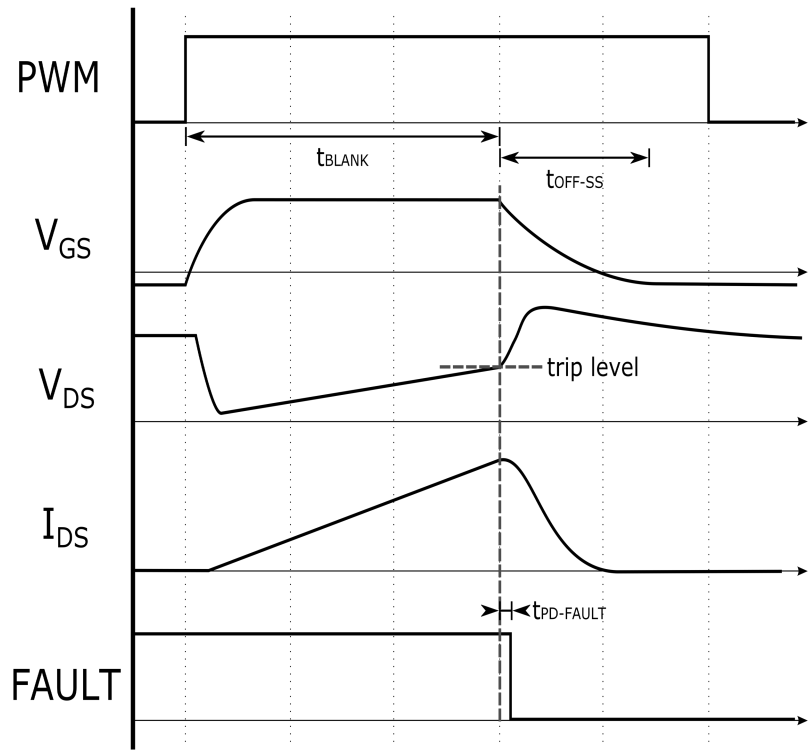 PWM
tBLANK
tOFF-SS
VGS
VDS
trip level
IDS
tPD-FAULT
FAULT